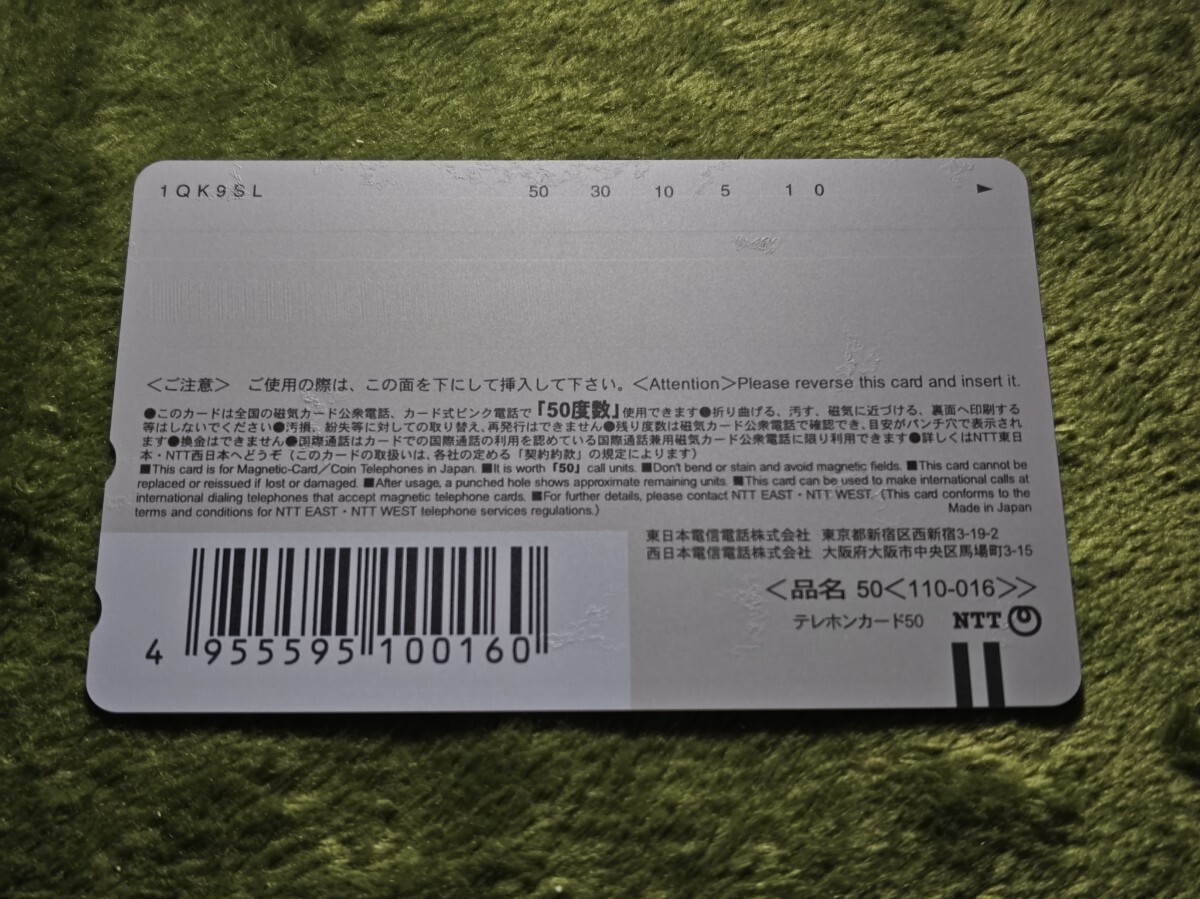 1QK9SL 50 30 10 5 1 0 ►
＜ご注意＞ ご使用の際は、この面を下にして挿入して下さい。＜Attention＞Please reverse this card and insert it.
●このカードは全国の磁気カード公衆電話、カード式ピンク電話で「50度数」使用できます●折り曲げる、汚す、磁気に近づける、裏面へ印刷する
等はしないでください●汚損、紛失等に対しての取り替え、再発行はできません●残り度数は磁気カード公衆電話で確認でき、目安がパンチ穴で表示され
ます●換金はできません●国際通話はカードでの国際通話の利用を認めている国際通話兼用磁気カード公衆電話に限り利用できます●詳しくはNTT東日
本・NTT西日本へどうぞ（このカードの取扱いは、各社の定める「契約約款」の規定によります）
■This card is for Magnetic-Card／Coin Telephones in Japan. ■It is worth「50」call units. ■Don't bend or stain and avoid magnetic fields. ■This card cannot be
replaced or reissued if lost or damaged. ■After usage, a punched hole shows approximate remaining units. ■This card can be used to make international calls at
international dialing telephones that accept magnetic telephone cards. ■For further details, please contact NTT EAST・NTT WEST.（This card conforms to the
terms and conditions for NTT EAST・NTT WEST telephone services regulations.） Made in Japan
東日本電信電話株式会社 東京都新宿区西新宿3-19-2
西日本電信電話株式会社 大阪府大阪市中央区馬場町3-15
＜品名 50＜110-016＞＞
テレホンカード50 NTT
4 955595 100160